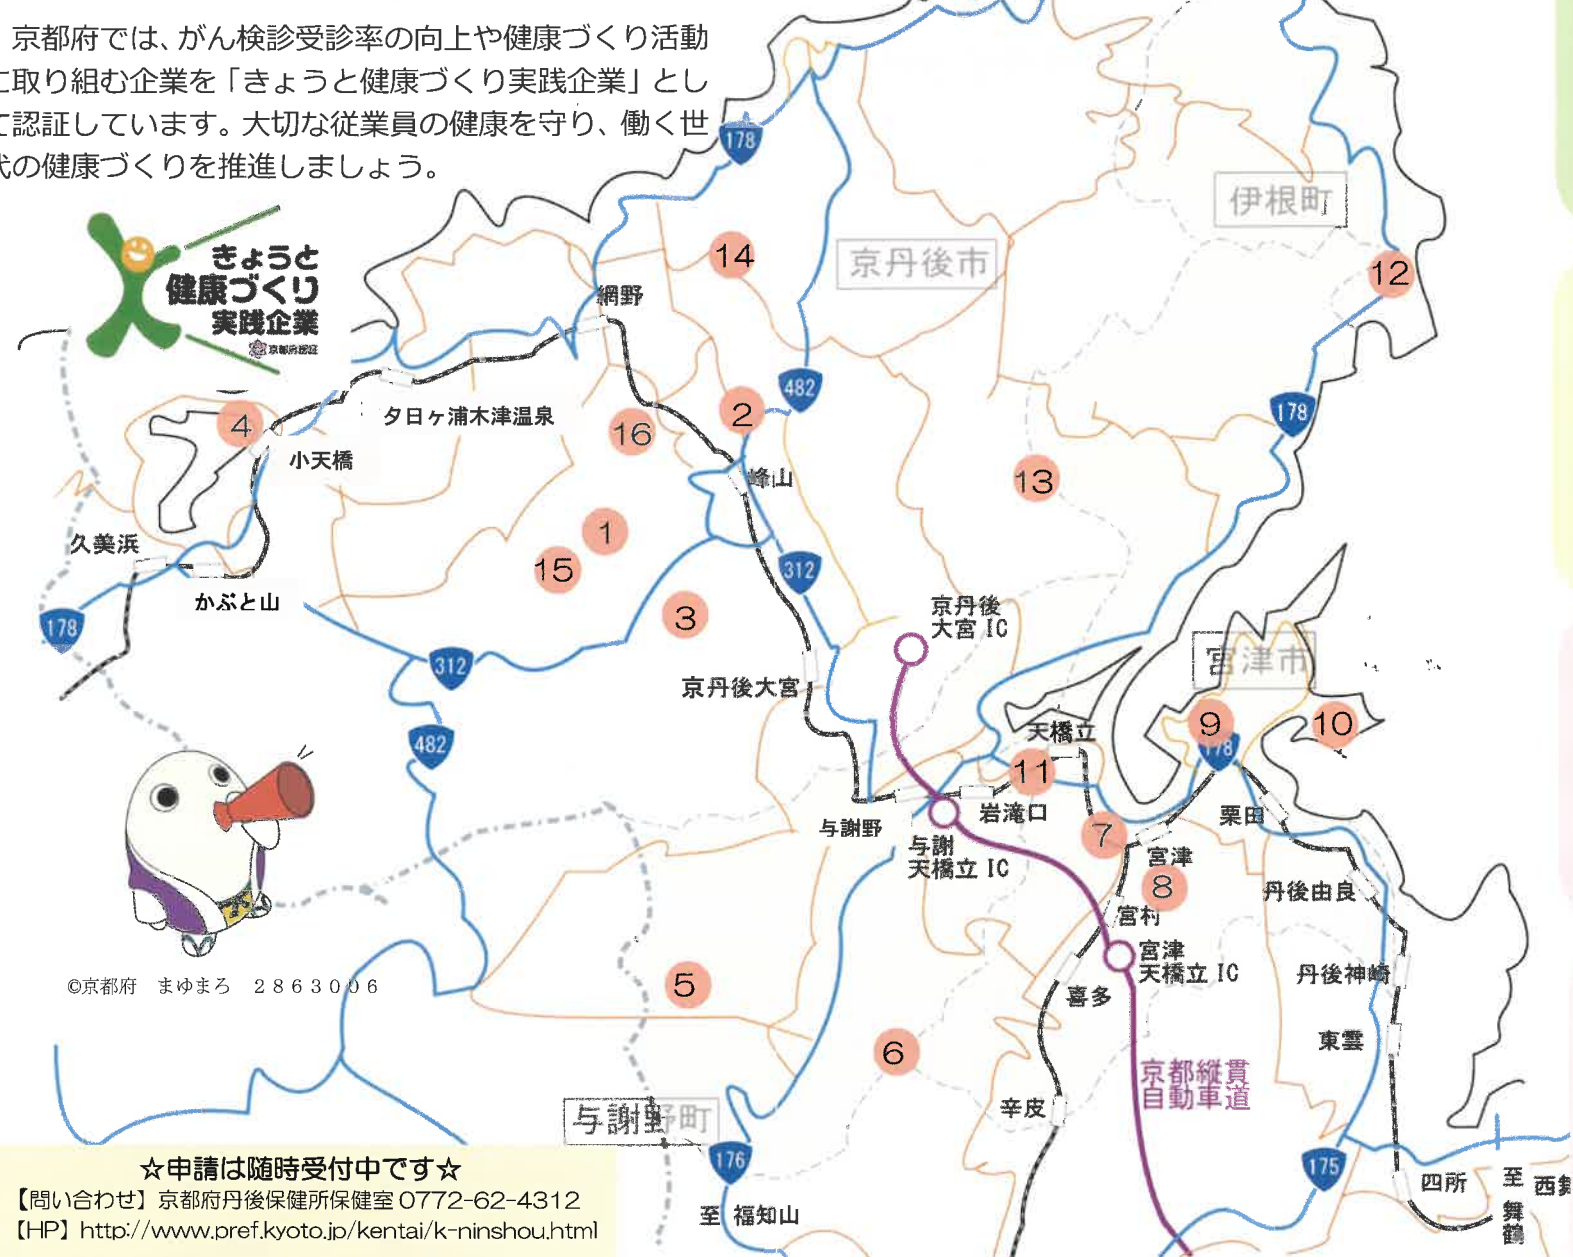 京都府では、がん検診受診率の向上や健康づくり活動
に取り組む企業を「きょうと健康づくり実践企業」とし
て認証しています。大切な従業員の健康を守り、働く世
代の健康づくりを推進しましょう。
178
伊根町
きょうと
健康づくり
実践企業
京都府認証
14
京丹後市
12
網野
482
178
4
夕日ヶ浦木津温泉
2
16
小天橋
峰山
13
1
久美浜
15
312
かぶと山
178
3
京丹後
大宮 IC
312
宮津市
京丹後大宮
482
9
10
178
天橋立
11
岩滝口
与謝野
7
栗田
与謝
天橋立 IC
宮津
8
丹後由良
宮村
宮津
天橋立 IC
丹後神崎
©京都府 まゆまろ 2863006
5
喜多
東雲
6
京都縦貫
自動車道
辛皮
与謝野町
176
175
四所
至 舞鶴
西舞
至 福知山
☆申請は随時受付中です☆
【問い合わせ】京都府丹後保健所保健室 0772-62-4312
【HP】http://www.pref.kyoto.jp/kentai/k-ninshou.html